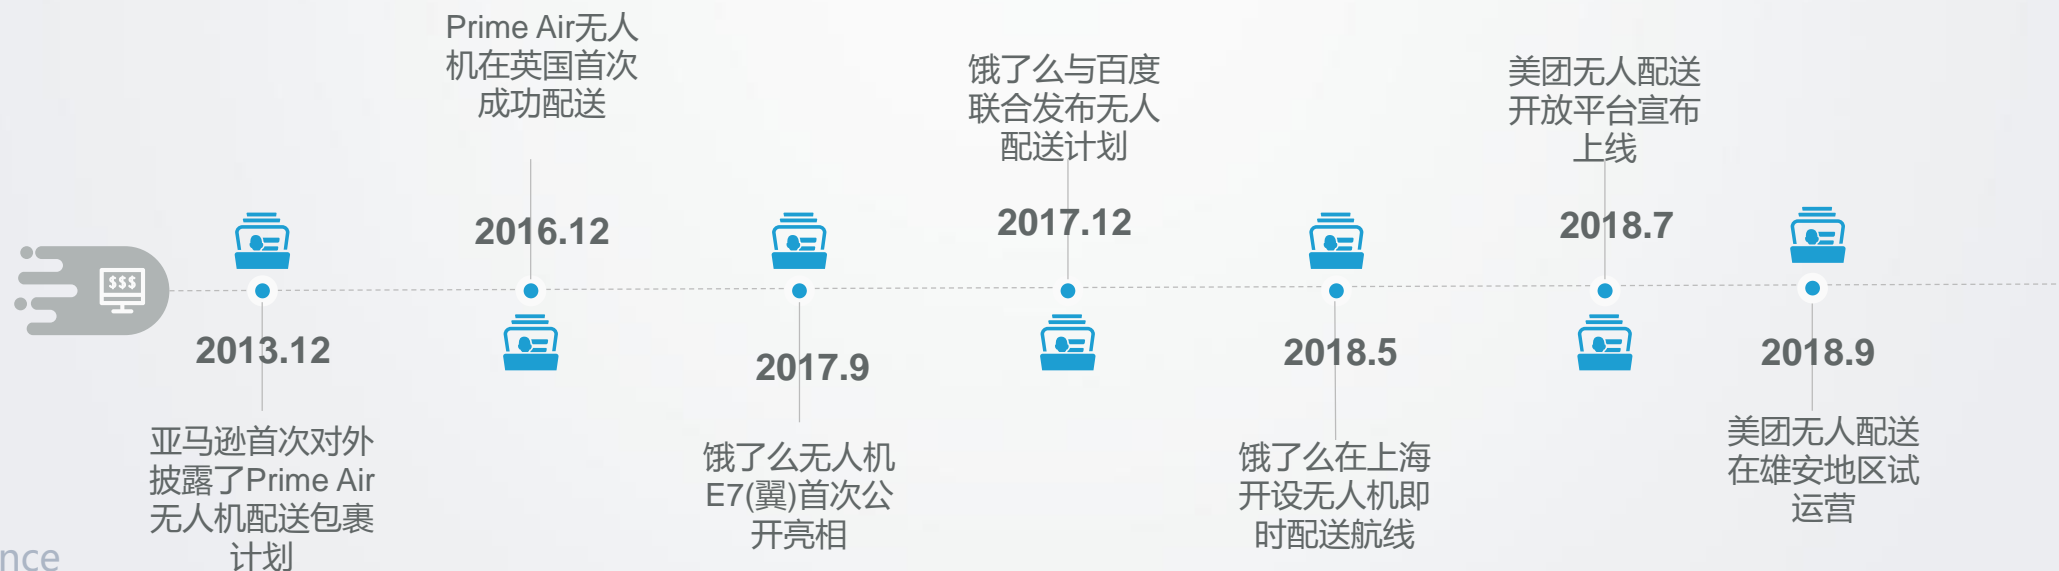 Prime Air无人
机在英国首次
成功配送
饿了么与百度
联合发布无人
配送计划
美团无人配送
开放平台宣布
上线
2016.12
2017.12
2018.7
$$$
2013.12
2017.9
2018.5
2018.9
亚马逊首次对外
披露了Prime Air
无人机配送包裹
计划
饿了么无人机
E7(翼)首次公
开亮相
饿了么在上海
开设无人机即
时配送航线
美团无人配送
在雄安地区试
运营
nce